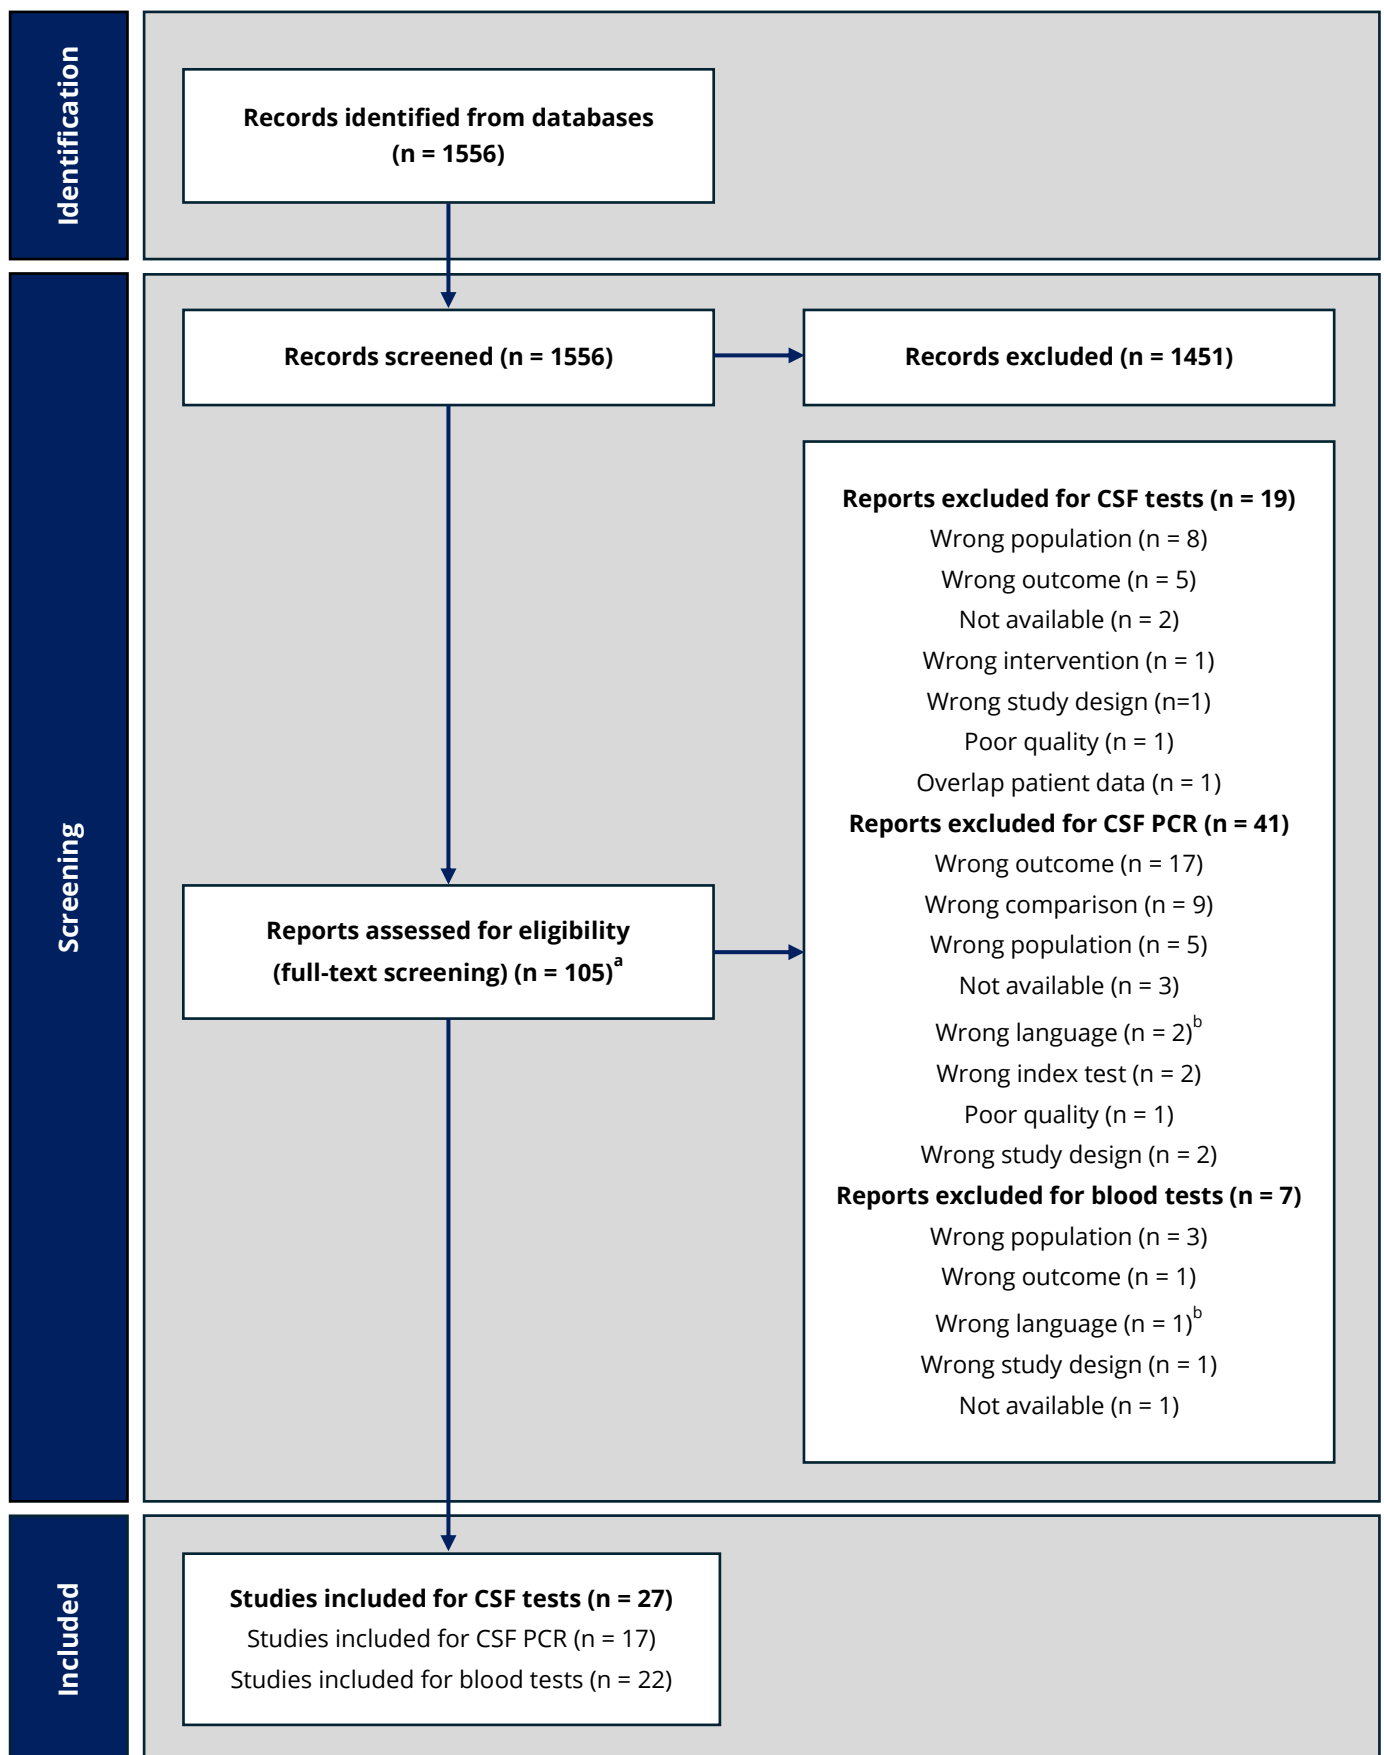 Identification
Records identified from databases
(n = 1556)
Screening
Records screened (n = 1556)
Records excluded (n = 1451)
Reports assessed for eligibility
(full-text screening) (n = 105)a
Reports excluded for CSF tests (n = 19)
Wrong population (n = 8)
Wrong outcome (n = 5)
Not available (n = 2)
Wrong intervention (n = 1)
Wrong study design (n=1)
Poor quality (n = 1)
Overlap patient data (n = 1)
Reports excluded for CSF PCR (n = 41)
Wrong outcome (n = 17)
Wrong comparison (n = 9)
Wrong population (n = 5)
Not available (n = 3)
Wrong language (n = 2)b
Wrong index test (n = 2)
Poor quality (n = 1)
Wrong study design (n = 2)
Reports excluded for blood tests (n = 7)
Wrong population (n = 3)
Wrong outcome (n = 1)
Wrong language (n = 1)b
Wrong study design (n = 1)
Not available (n = 1)
Included
Studies included for CSF tests (n = 27)
Studies included for CSF PCR (n = 17)
Studies included for blood tests (n = 22)